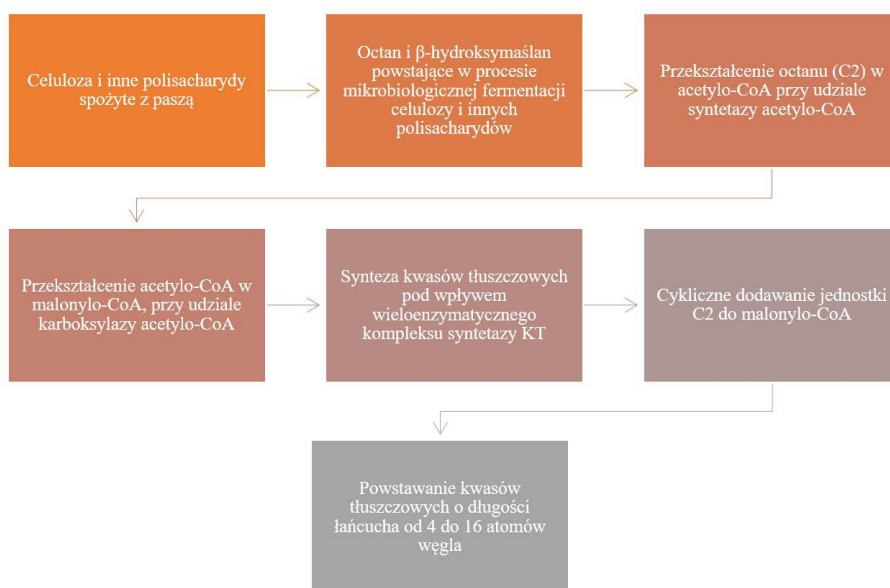 Celuloza i inne polisacharydy
spożyte z paszą
Octan i β-hydroksymaślan
powstające w procesie
mikrobiologicznej fermentacji
celulozy i innych
polisacharydów
Przekształcenie octanu (C2) w
acetylo-CoA przy udziale
syntetazy acetylo-CoA
Przekształcenie acetylo-CoA w
malonylo-CoA, przy udziale
karboksylazy acetylo-CoA
Synteza kwasów tłuszczowych
pod wpływem
wieloenzymatycznego
kompleksu syntetazy KT
Cykliczne dodawanie jednostki
C2 do malonylo-CoA
Powstawanie kwasów
tłuszczowych o długości
łańcucha od 4 do 16 atomów
węgla